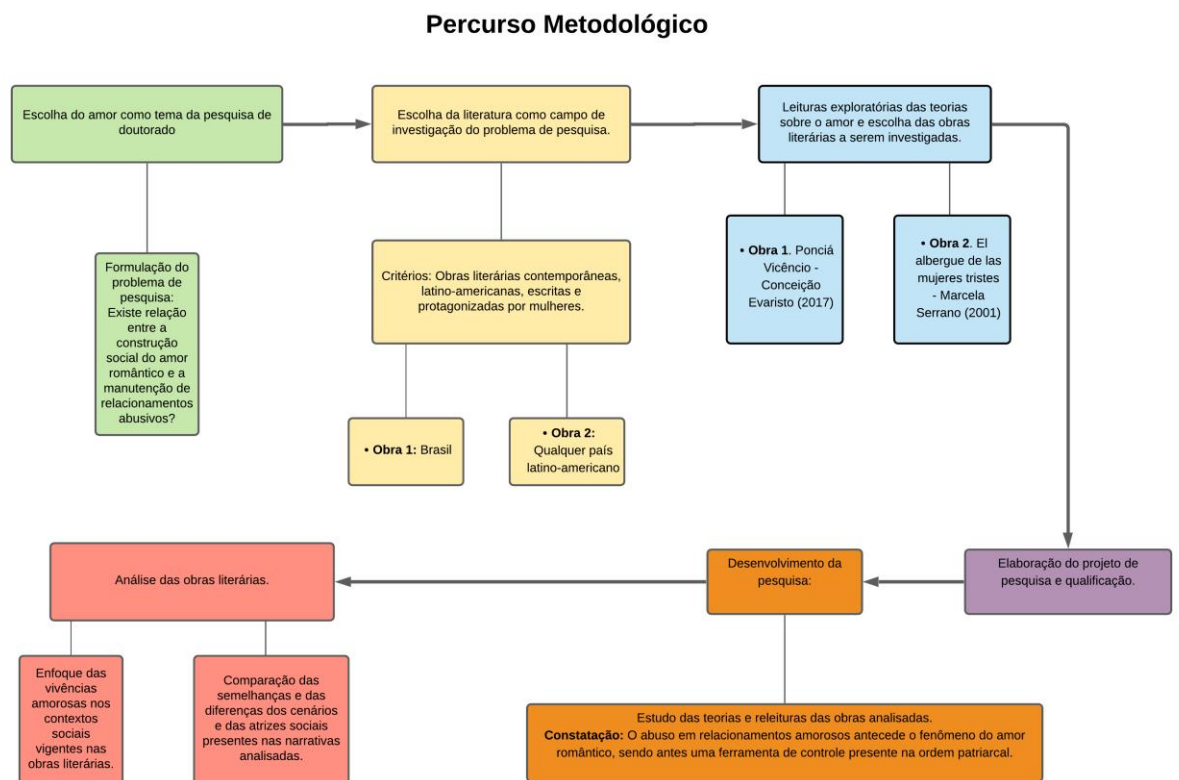 Percurso Metodológico
Escolha do amor como tema da pesquisa de
doutorado
Formulação do
problema de
pesquisa:
Existe relação
entre a
construção
social do amor
romântico e a
manutenção de
relacionamentos
abusivos?
Escolha da literatura como campo de
investigação do problema de pesquisa.
Critérios: Obras literárias contemporâneas,
latino-americanas, escritas e
protagonizadas por mulheres.
• Obra 1: Brasil
• Obra 2:
Qualquer país
latino-americano
Leituras exploratórias das teorias
sobre o amor e escolha das obras
literárias a serem investigadas.
• Obra 1. Ponciá
Vicêncio -
Conceição
Evaristo (2017)
• Obra 2. El
albergue de las
mujeres tristes
- Marcela
Serrano (2001)
Elaboração do projeto de
pesquisa e qualificação.
Desenvolvimento da
pesquisa:
Estudo das teorias e releituras das obras analisadas.
Constatação: O abuso em relacionamentos amorosos antecede o fenômeno do amor
romântico, sendo antes uma ferramenta de controle presente na ordem patriarcal.
Análise das obras literárias.
Enfoque das
vivências
amorosas nos
contextos
sociais
vigentes nas
obras literárias.
Comparação das
semelhanças e das
diferenças dos cenários
e das atrizes sociais
presentes nas narrativas
analisadas.